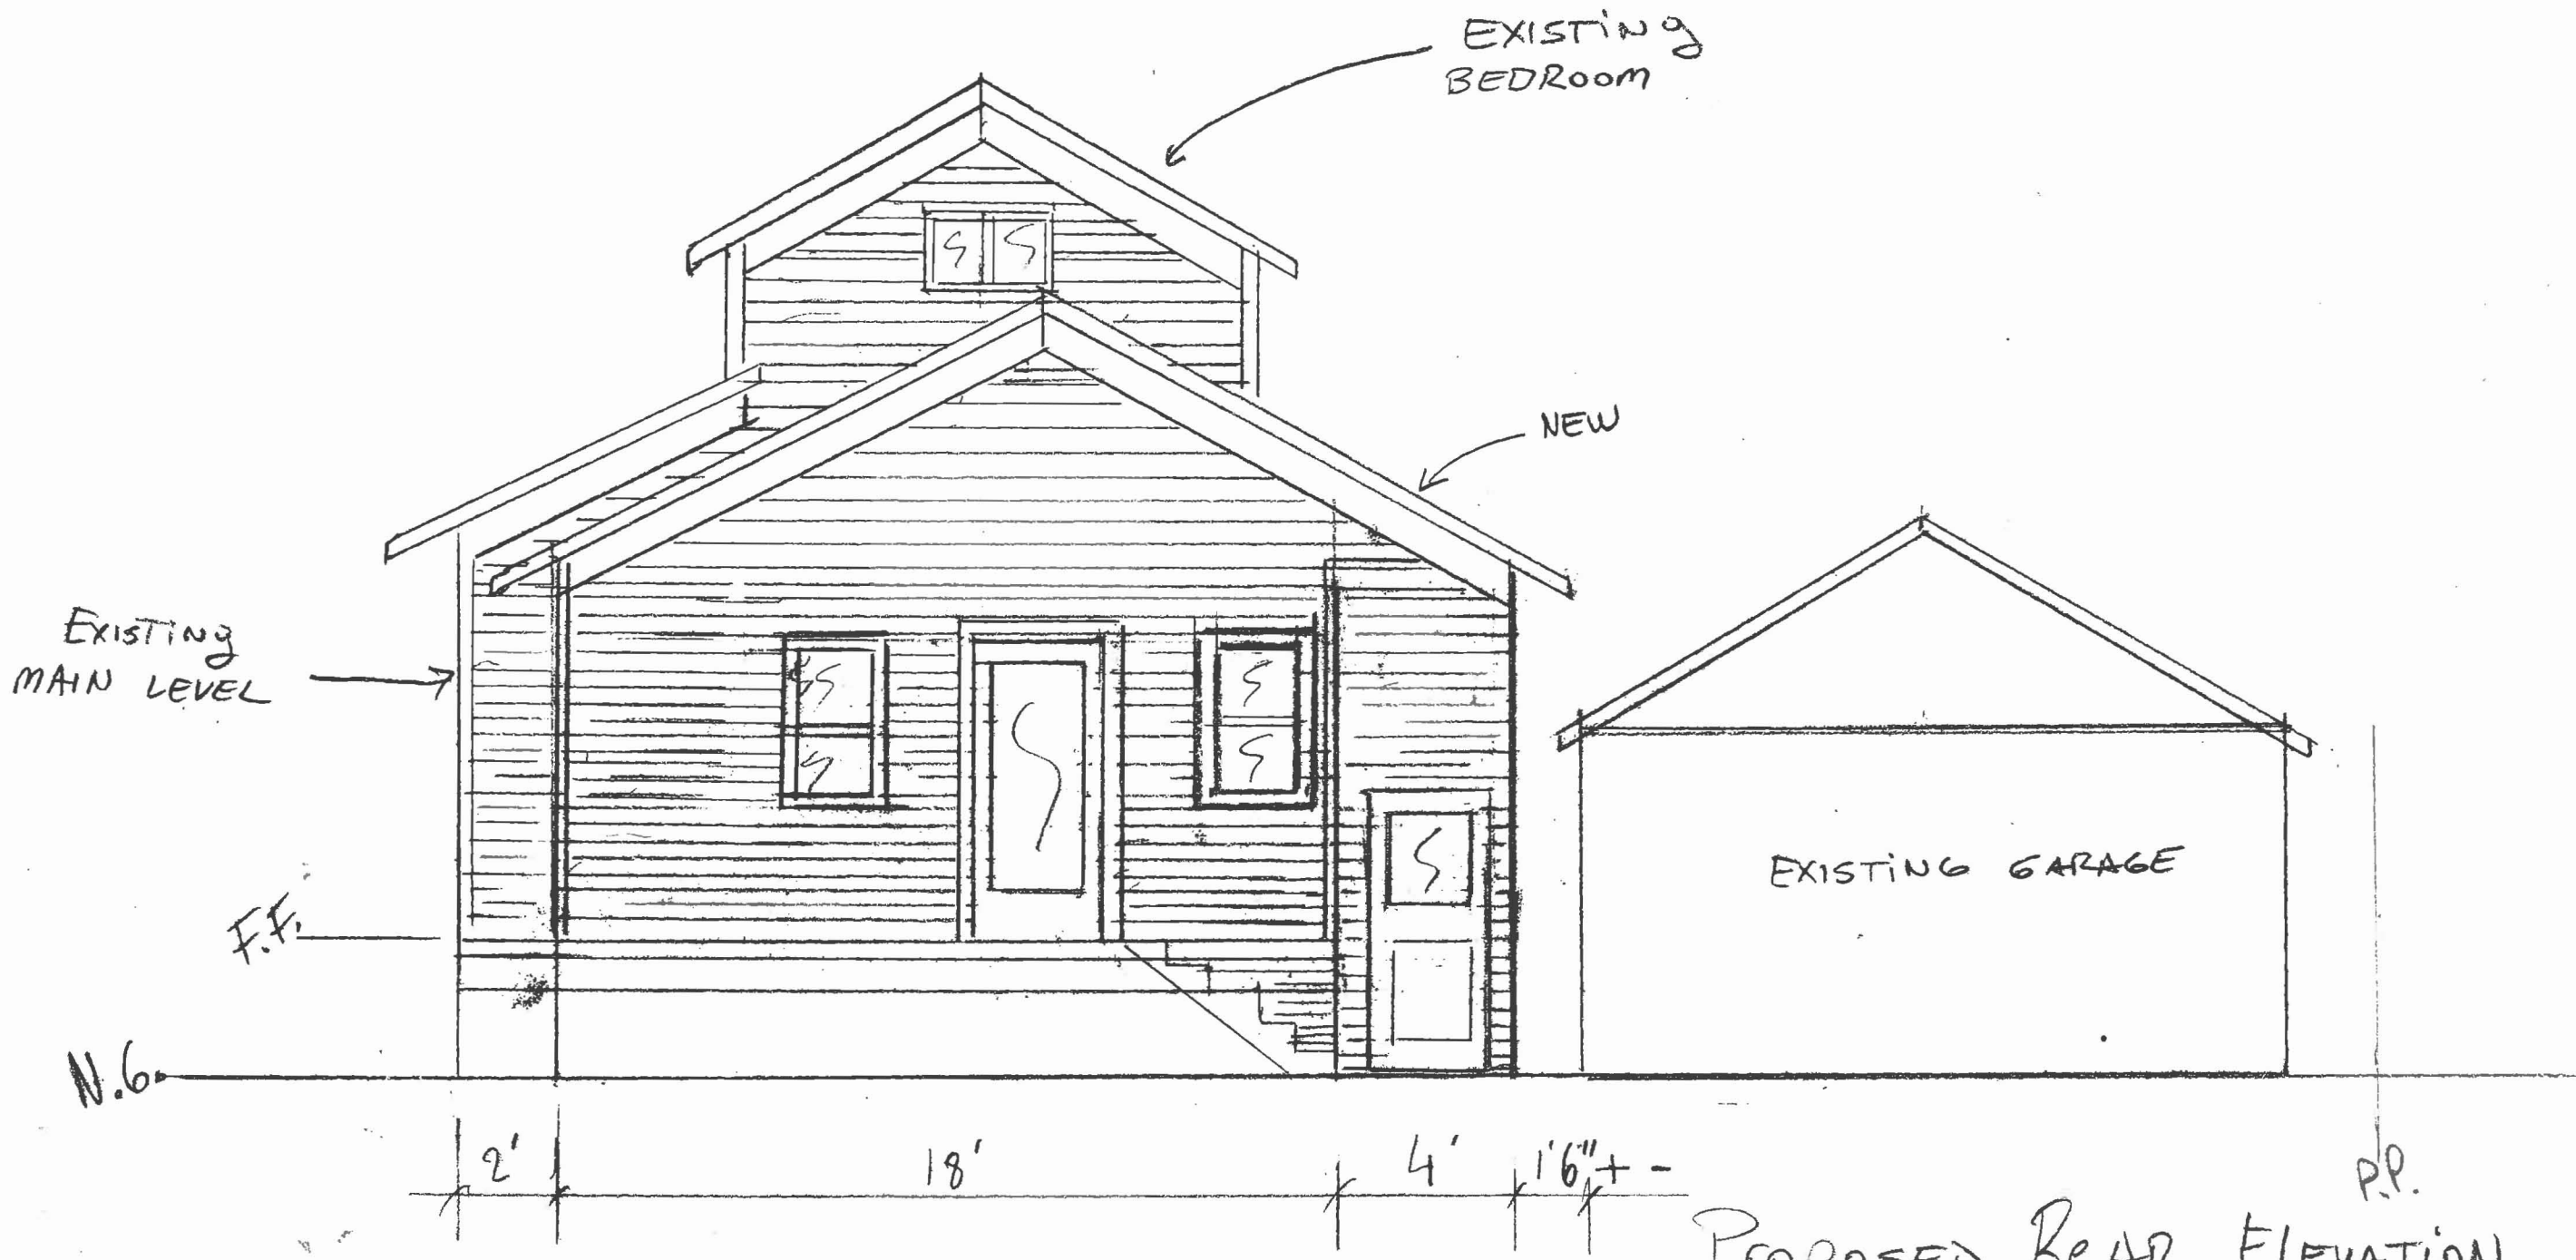 EXISTING
BEDROOM
NEW
EXISTING
MAIN LEVEL
EXISTING GARAGE
F.F.
N.G.
2' 18' 4' 1'6"+ -
P.P.
PROPOSED REAR ELEVATION